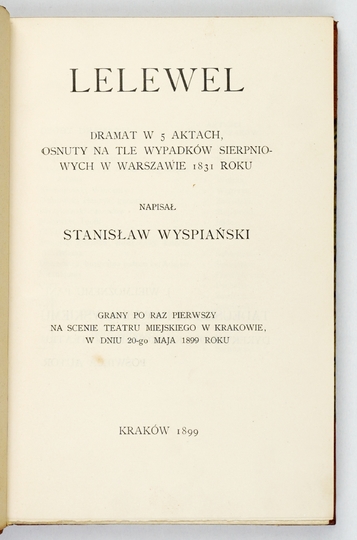 LELEWEL
DRAMAT W 5 AKTACH,
OSNUTY NA TLE WYPADKÓW SIERPNIO-
WYCH W WARSZAWIE 1831 ROKU
NAPISAŁ
STANISŁAW WYSPIAŃSKI
GRANY PO RAZ PIERWSZY
NA SCENIE TEATRU MIEJSKIEGO W KRAKOWIE,
W DNIU 20-go MAJA 1899 ROKU
KRAKÓW 1899